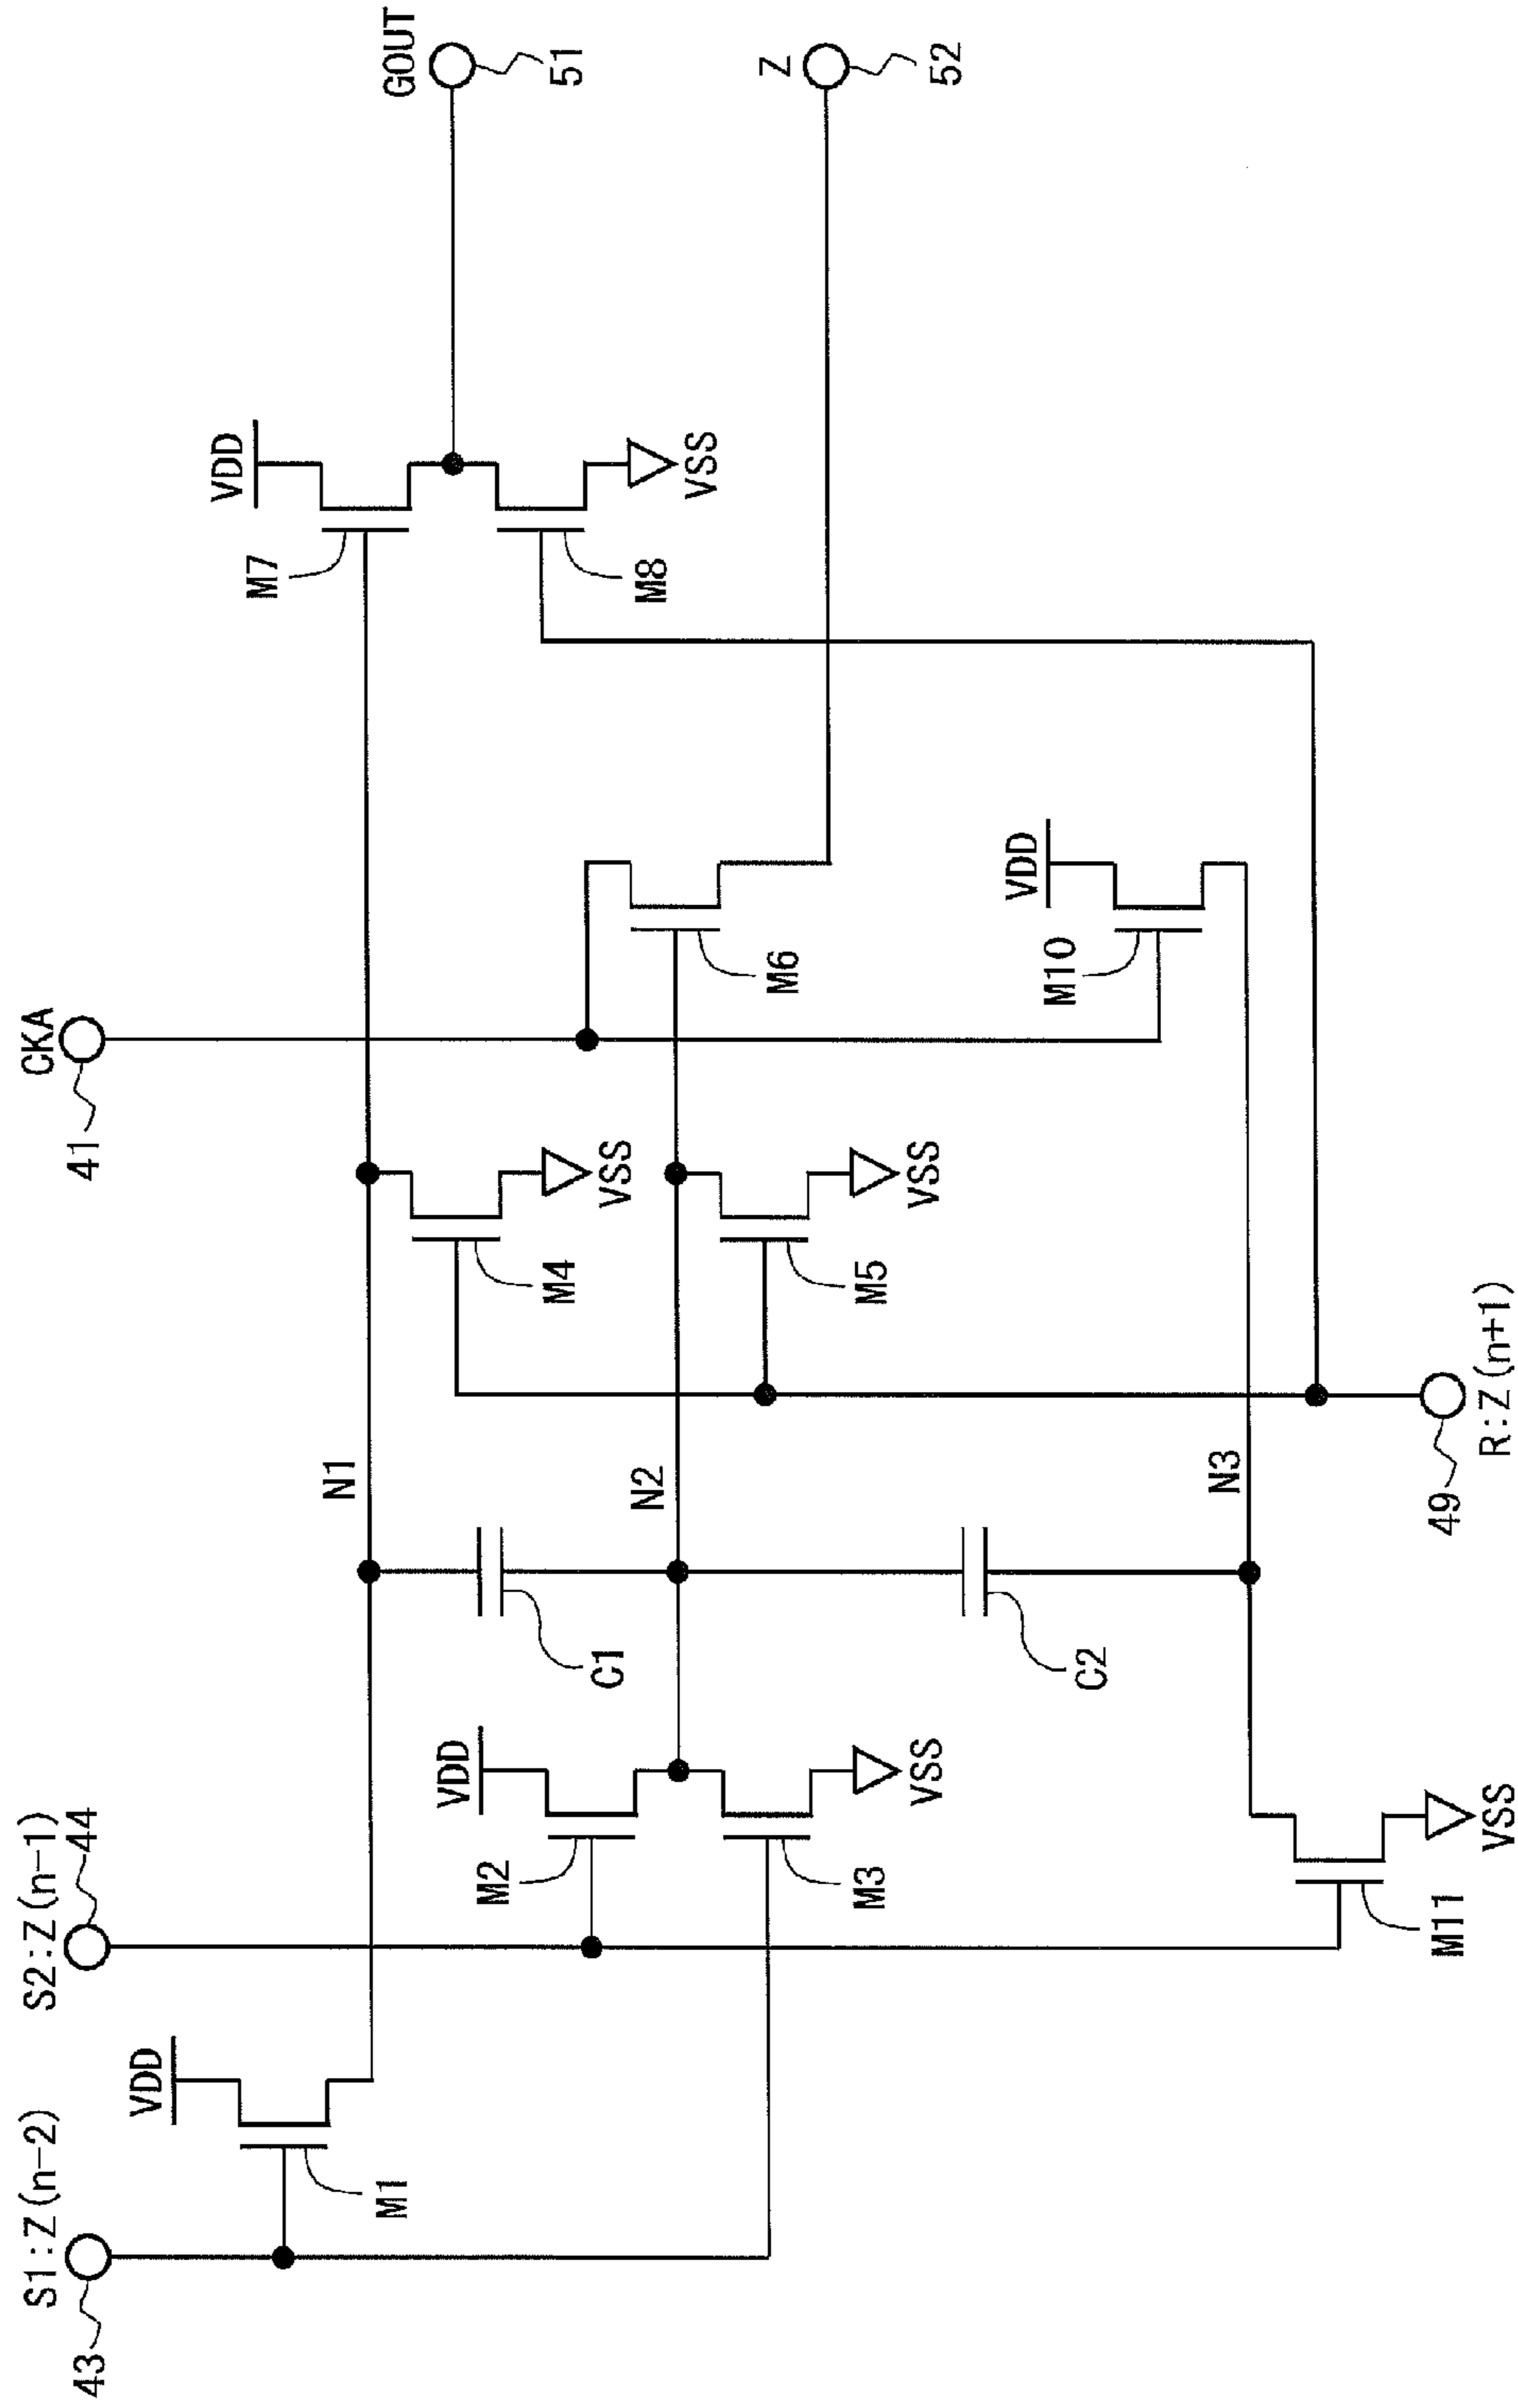 S1:Z(n-2)
43
S2:Z(n-1)
44
CKA
41
GOUT
51
Z
52
VDD
M1
VDD
M2
M3
VSS
M11
VSS
C1
C2
N1
N2
N3
M4
VSS
M5
VSS
M6
VDD
M10
VDD
M7
M8
VSS
49
R:Z(n+1)